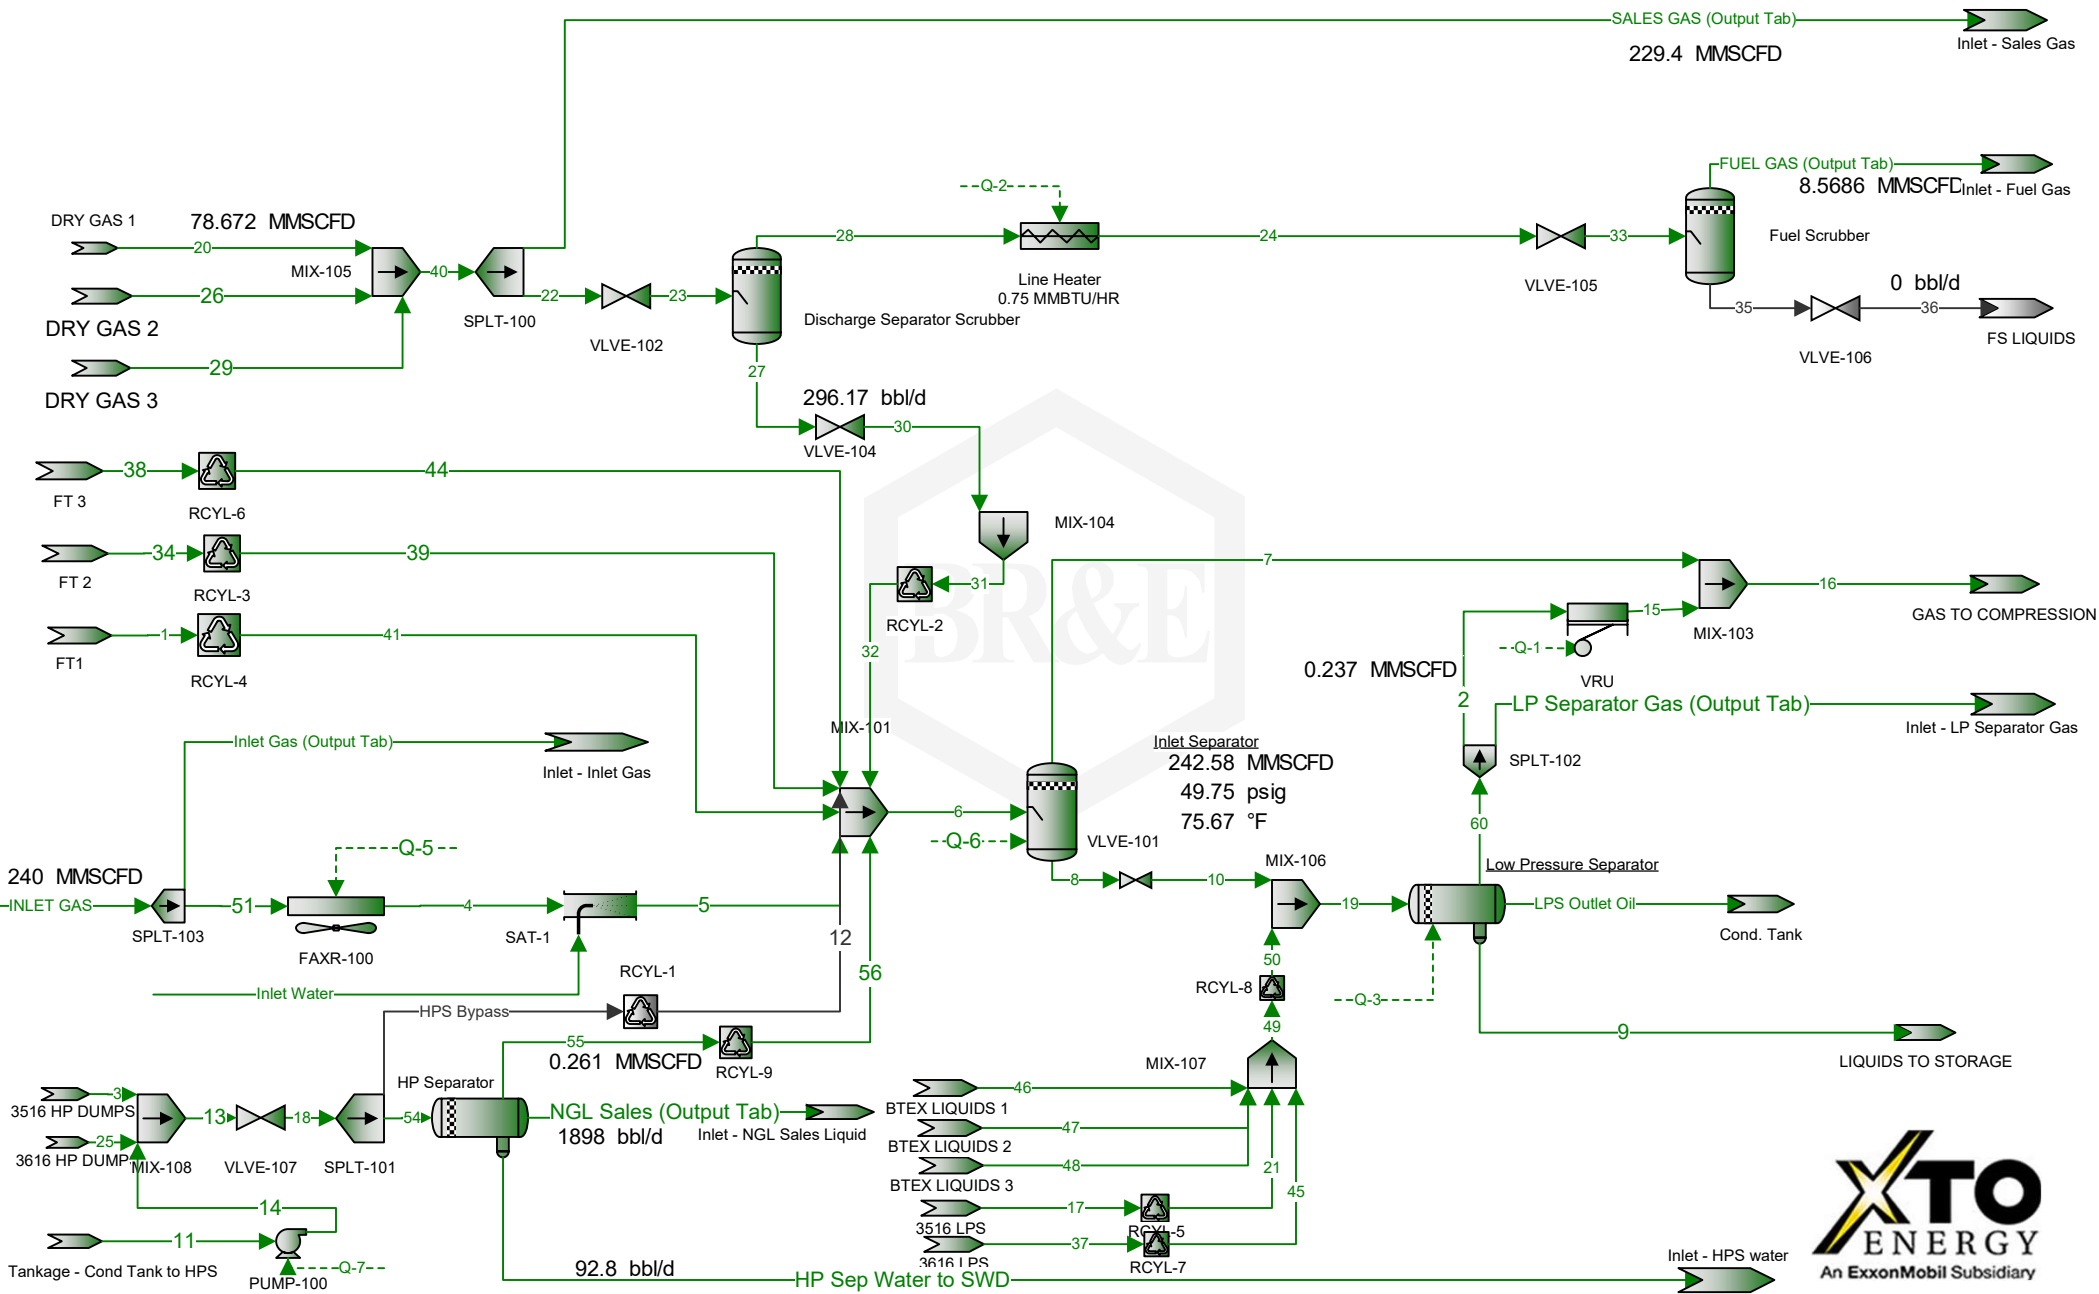 SALES GAS (Output Tab)
Inlet - Sales Gas
229.4 MMSCFD
FUEL GAS (Output Tab)
8.5686 MMSCFD
Inlet - Fuel Gas
Q-2
DRY GAS 1
78.672 MMSCFD
20
MIX-105
40
26
DRY GAS 2
29
DRY GAS 3
SPLT-100
22
VLVE-102
23
28
Discharge Separator Scrubber
27
Line Heater
0.75 MMBTU/HR
24
VLVE-105
33
Fuel Scrubber
0 bbl/d
35
36
VLVE-106
FS LIQUIDS
296.17 bbl/d
30
VLVE-104
38
44
FT 3
RCYL-6
MIX-104
34
39
FT 2
RCYL-3
31
RCYL-2
BR&E
1
41
FT1
RCYL-4
32
7
16
15
GAS TO COMPRESSION
MIX-103
Q-1
VRU
0.237 MMSCFD
2
LP Separator Gas (Output Tab)
Inlet - LP Separator Gas
SPLT-102
60
MIX-101
Inlet Gas (Output Tab)
Inlet - Inlet Gas
Inlet Separator
242.58 MMSCFD
49.75 psig
75.67 °F
6
Q-6
VLVE-101
8
10
MIX-106
Low Pressure Separator
19
LPS Outlet Oil
Cond. Tank
240 MMSCFD
INLET GAS
Q-5
51
4
5
SPLT-103
FAXR-100
SAT-1
12
56
RCYL-1
Inlet Water
HPS Bypass
50
RCYL-8
Q-3
49
9
LIQUIDS TO STORAGE
55
0.261 MMSCFD
RCYL-9
MIX-107
HP Separator
3
3516 HP DUMPS
13
18
54
25
3616 HP DUMP
MIX-108
VLVE-107
SPLT-101
NGL Sales (Output Tab)
1898 bbl/d
Inlet - NGL Sales Liquid
46
BTEX LIQUIDS 1
47
BTEX LIQUIDS 2
48
BTEX LIQUIDS 3
21
45
17
3516 LPS
RCYL-5
37
3616 LPS
RCYL-7
14
11
Tankage - Cond Tank to HPS
PUMP-100
Q-7
92.8 bbl/d
HP Sep Water to SWD
Inlet - HPS water
XTO
ENERGY
An ExxonMobil Subsidiary